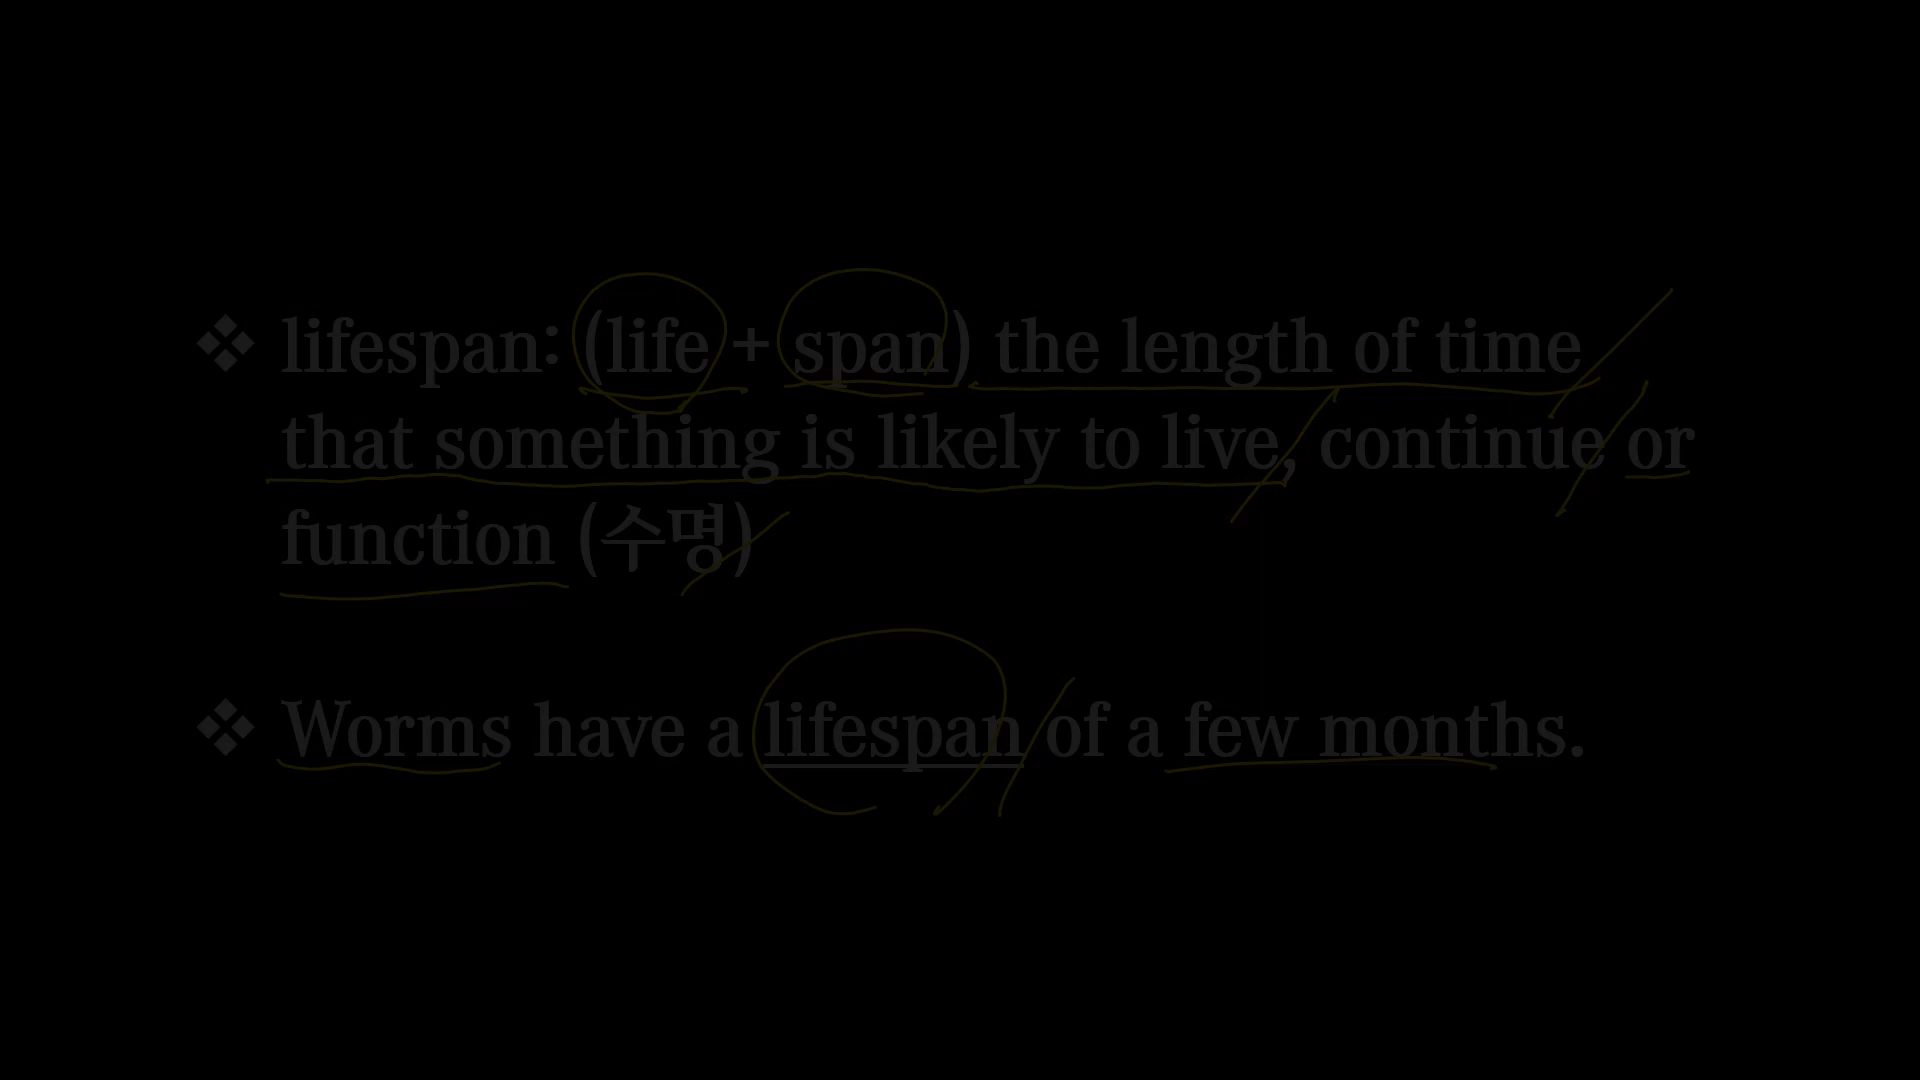 ❖ lifespan: (life + span) the length of time
that something is likely to live, continue or
function (수명)
❖ Worms have a lifespan of a few months.